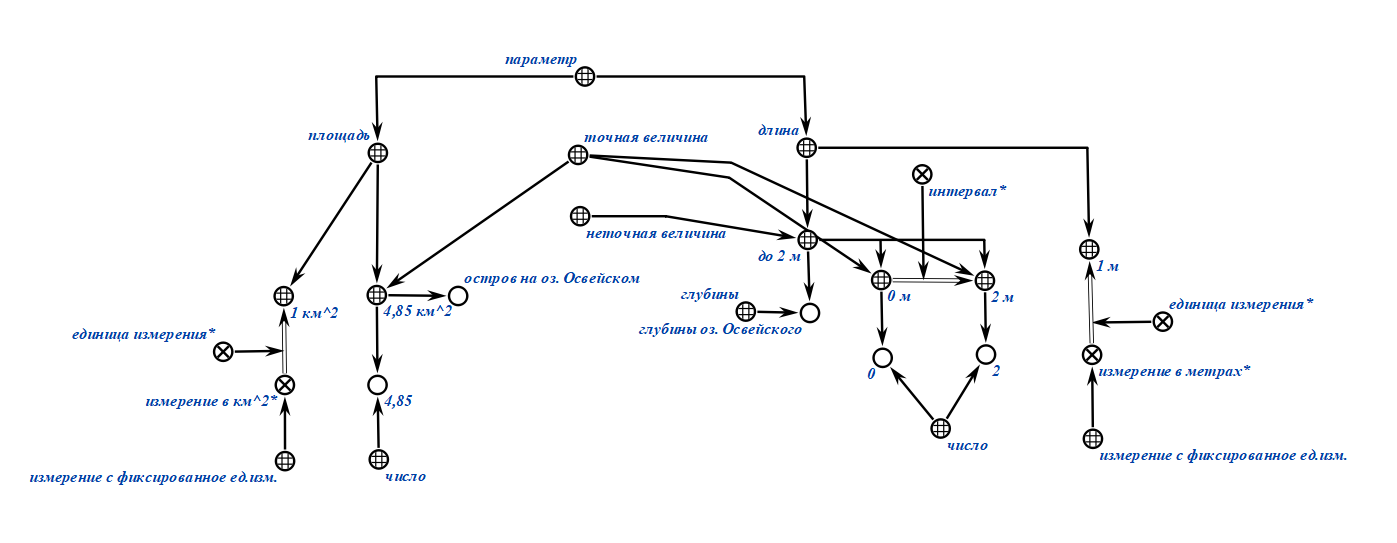 параметр
площадь
точная величина
длина
интервал*
неточная величина
до 2 м
1 м
остров на оз. Освейском
глубины
0 м
2 м
1 км^2
4,85 км^2
глубины оз. Освейского
единица измерения*
единица измерения*
0
2
измерение в метрах*
измерение в км^2*
4,85
число
измерение с фиксированное ед.изм.
измерение с фиксированное ед.изм.
число